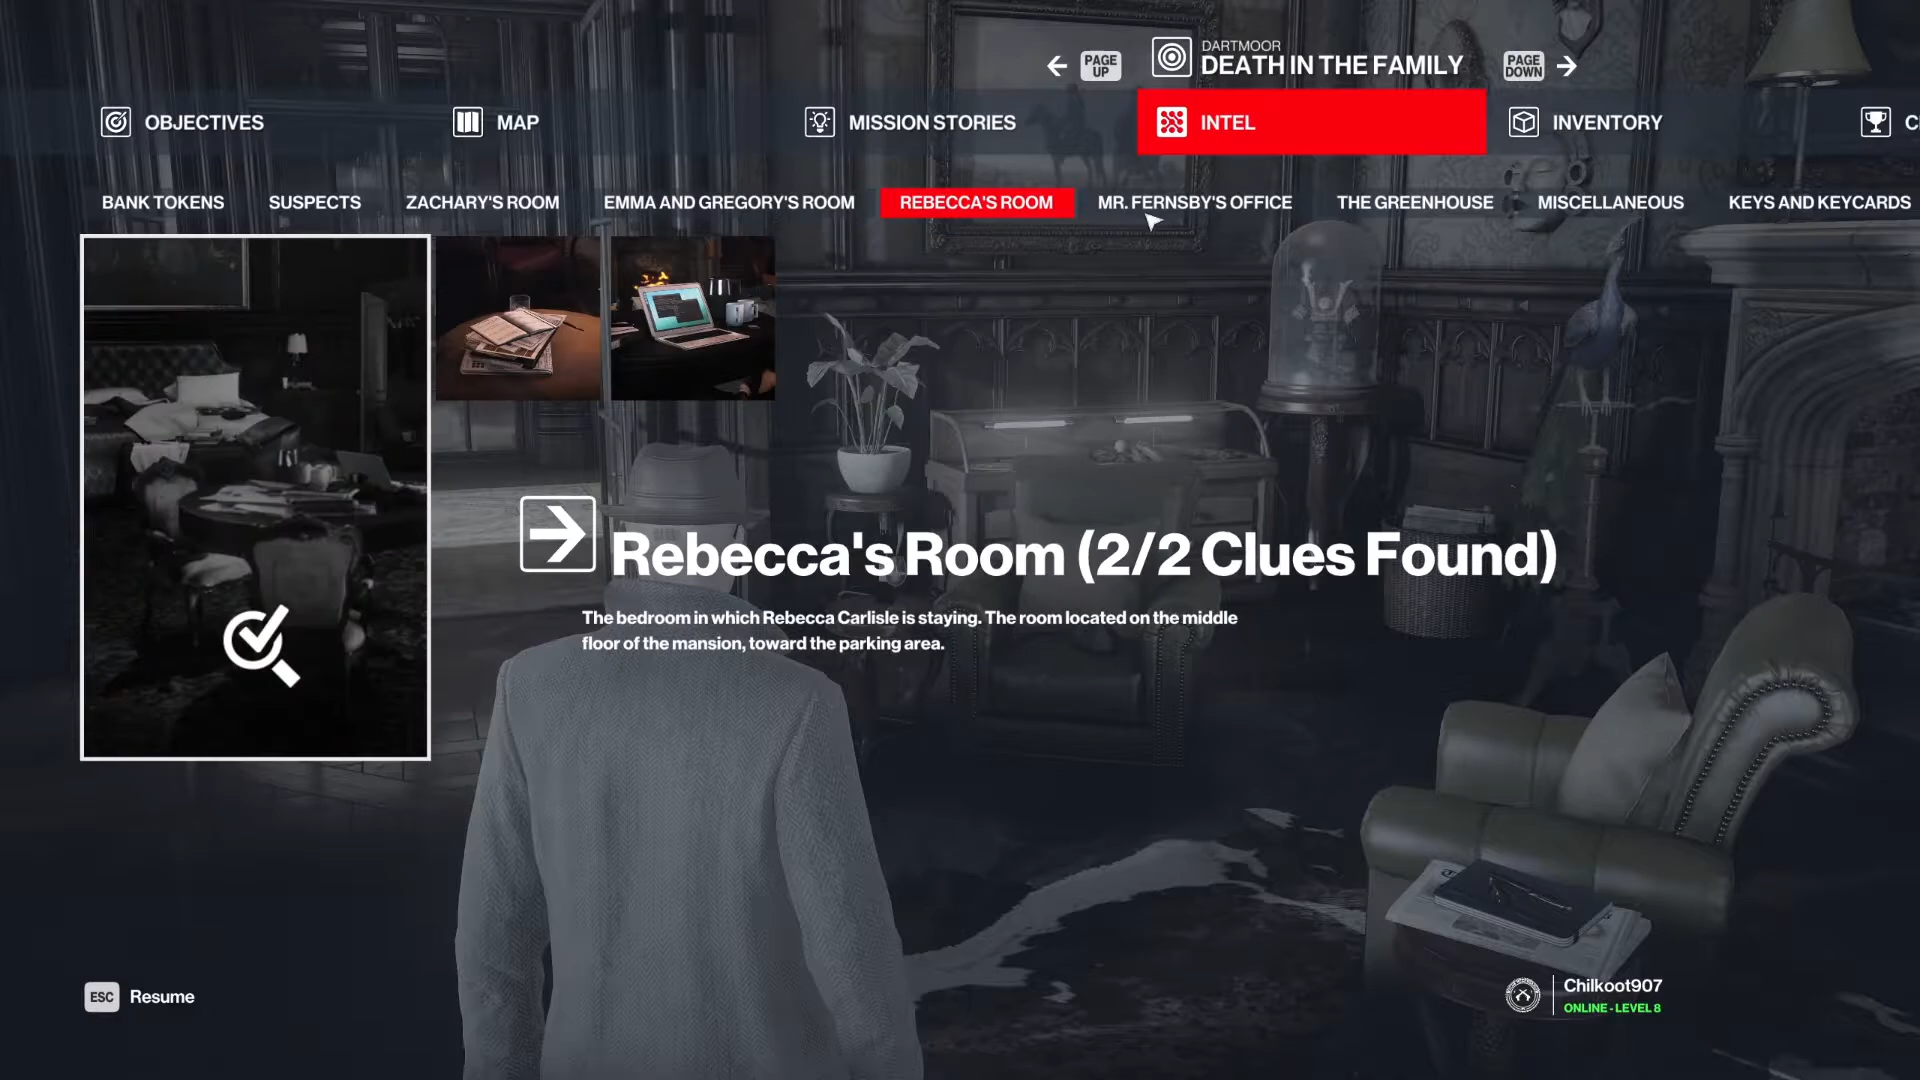 PAGE UP
DARTMOOR
DEATH IN THE FAMILY
PAGE DOWN
OBJECTIVES
MAP
MISSION STORIES
INTEL
INVENTORY
BANK TOKENS
SUSPECTS
ZACHARY'S ROOM
EMMA AND GREGORY'S ROOM
REBECCA'S ROOM
MR. FERNSBY'S OFFICE
THE GREENHOUSE
MISCELLANEOUS
KEYS AND KEYCARDS
Rebecca's Room (2/2 Clues Found)
The bedroom in which Rebecca Carlisle is staying. The room located on the middle
floor of the mansion, toward the parking area.
ESC Resume
Chilkoot907
ONLINE - LEVEL 8